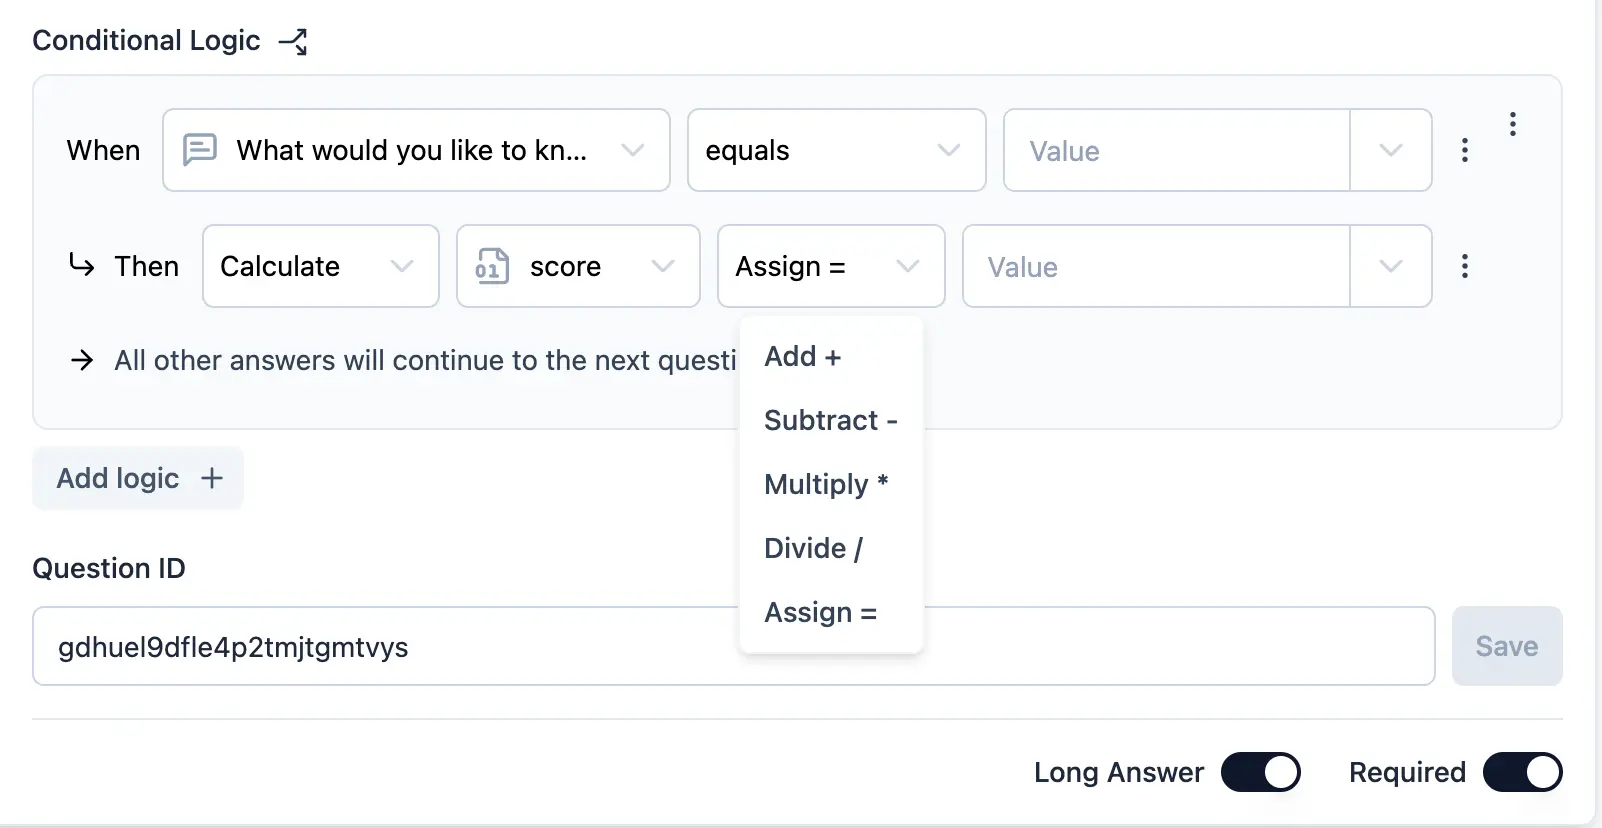 Conditional Logic
When What would you like to kn... equals Value
Then Calculate 01 score Assign = Value
All other answers will continue to the next questi
Add +
Subtract -
Multiply *
Divide /
Assign =
Add logic +
Question ID
gdhuel9dfle4p2tmjtgmtvys Save
Long Answer Required